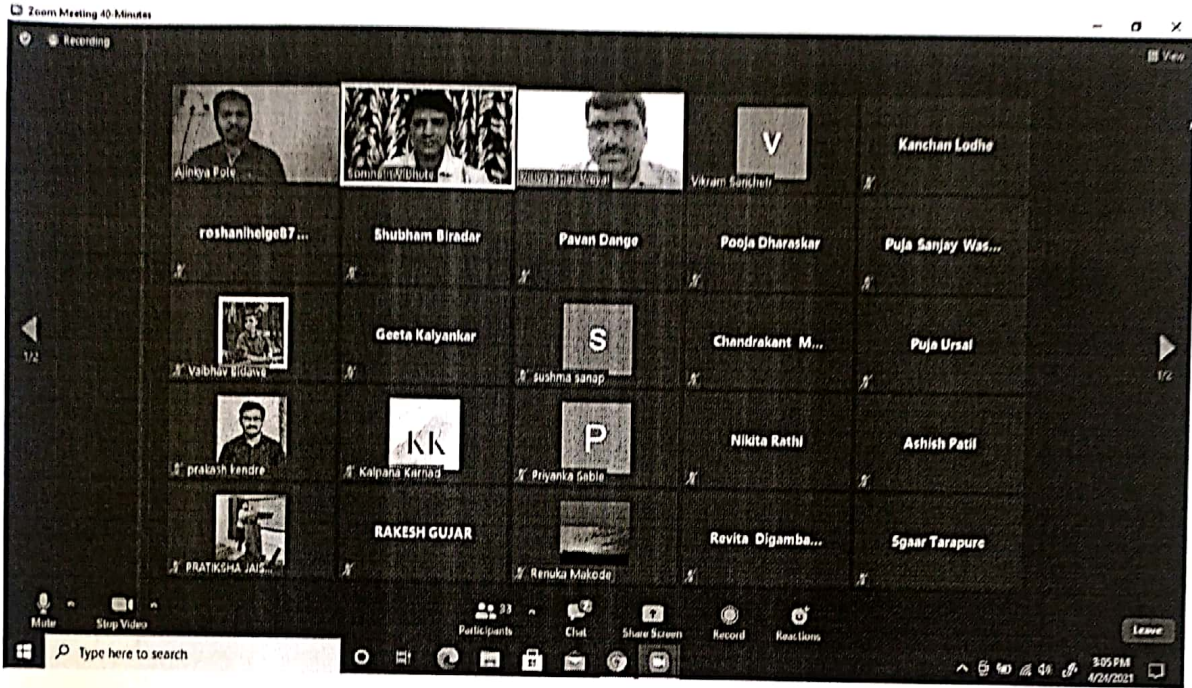 Zoom Meeting 40-Minutes
Recording
View
Ajinkya Pole
Vibhute
Vikram Sancheti
Kanchan Lodhe
roshanihelge87...
Shubham Biradar
Pavan Dange
Pooja Dharaskar
Puja Sanjay Was...
Vaibhav Bidawe
Geeta Kalyankar
S
sushma sanap
Chandrakant M...
Puja Ursal
1/2
1/2
prakash kendre
KK
Kalpana Karnad
P
Priyanka Sable
Nikita Rathi
Ashish Patil
PRATIKSHA JAIS...
RAKESH GUJAR
Renuka Makode
Revita Digamba...
Sgaar Tarapure
V
Mute
Stop Video
33
Participants
Chat
Share Screen
Record
Reactions
Leave
Type here to search
3:05 PM
4/24/2021